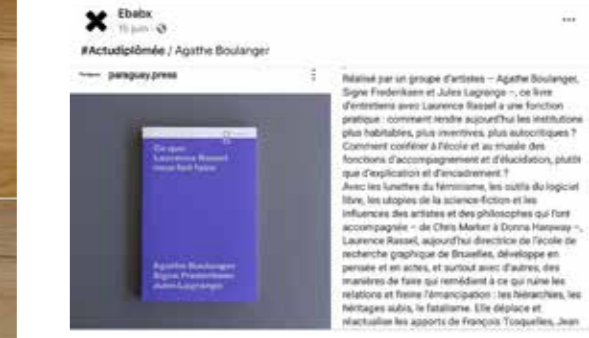 Ebabx
15 juin
#Actudiplômée / Agathe Boulanger
paraguay.press
Ce que
Laurence Rassel
nous fait faire
Agathe Boulanger
Signe Frederiksen
Jules Lagrange
Réalisé par un groupe d'artistes – Agathe Boulanger,
Signe Frederiksen et Jules Lagrange –, ce livre
d'entretiens avec Laurence Rassel a une fonction
pratique : comment rendre aujourd'hui les institutions
plus habitables, plus inventives, plus autocritiques ?
Comment conférer à l'école et au musée des
fonctions d'accompagnement et d'élucidation, plutôt
que d'explication et d'encadrement ?
Avec les lunettes du féminisme, les outils du logiciel
libre, les utopies de la science-fiction et les
influences des artistes et des philosophes qui l'ont
accompagnée – de Chris Marker à Donna Haraway –,
Laurence Rassel, aujourd'hui directrice de l'école de
recherche graphique de Bruxelles, développe en
pensée et en actes, et surtout avec d'autres, des
manières de faire qui remédient à ce qui ruine les
relations et freine l'émancipation : les hiérarchies, les
héritages subis, le fatalisme. Elle déplace et
réactualise les apports de François Tosquelles, Jean